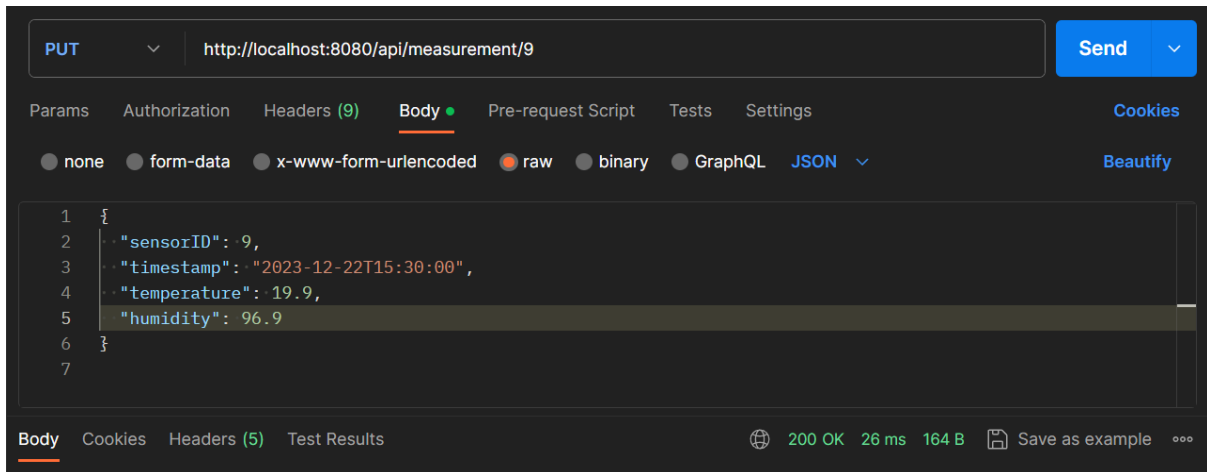 PUT http://localhost:8080/api/measurement/9 Send
Params Authorization Headers (9) Body Pre-request Script Tests Settings Cookies
none form-data x-www-form-urlencoded raw binary GraphQL JSON Beautify
1 {
2 "sensorID": 9,
3 "timestamp": "2023-12-22T15:30:00",
4 "temperature": 19.9,
5 "humidity": 96.9
6 }
7
Body Cookies Headers (5) Test Results 200 OK 26 ms 164 B Save as example